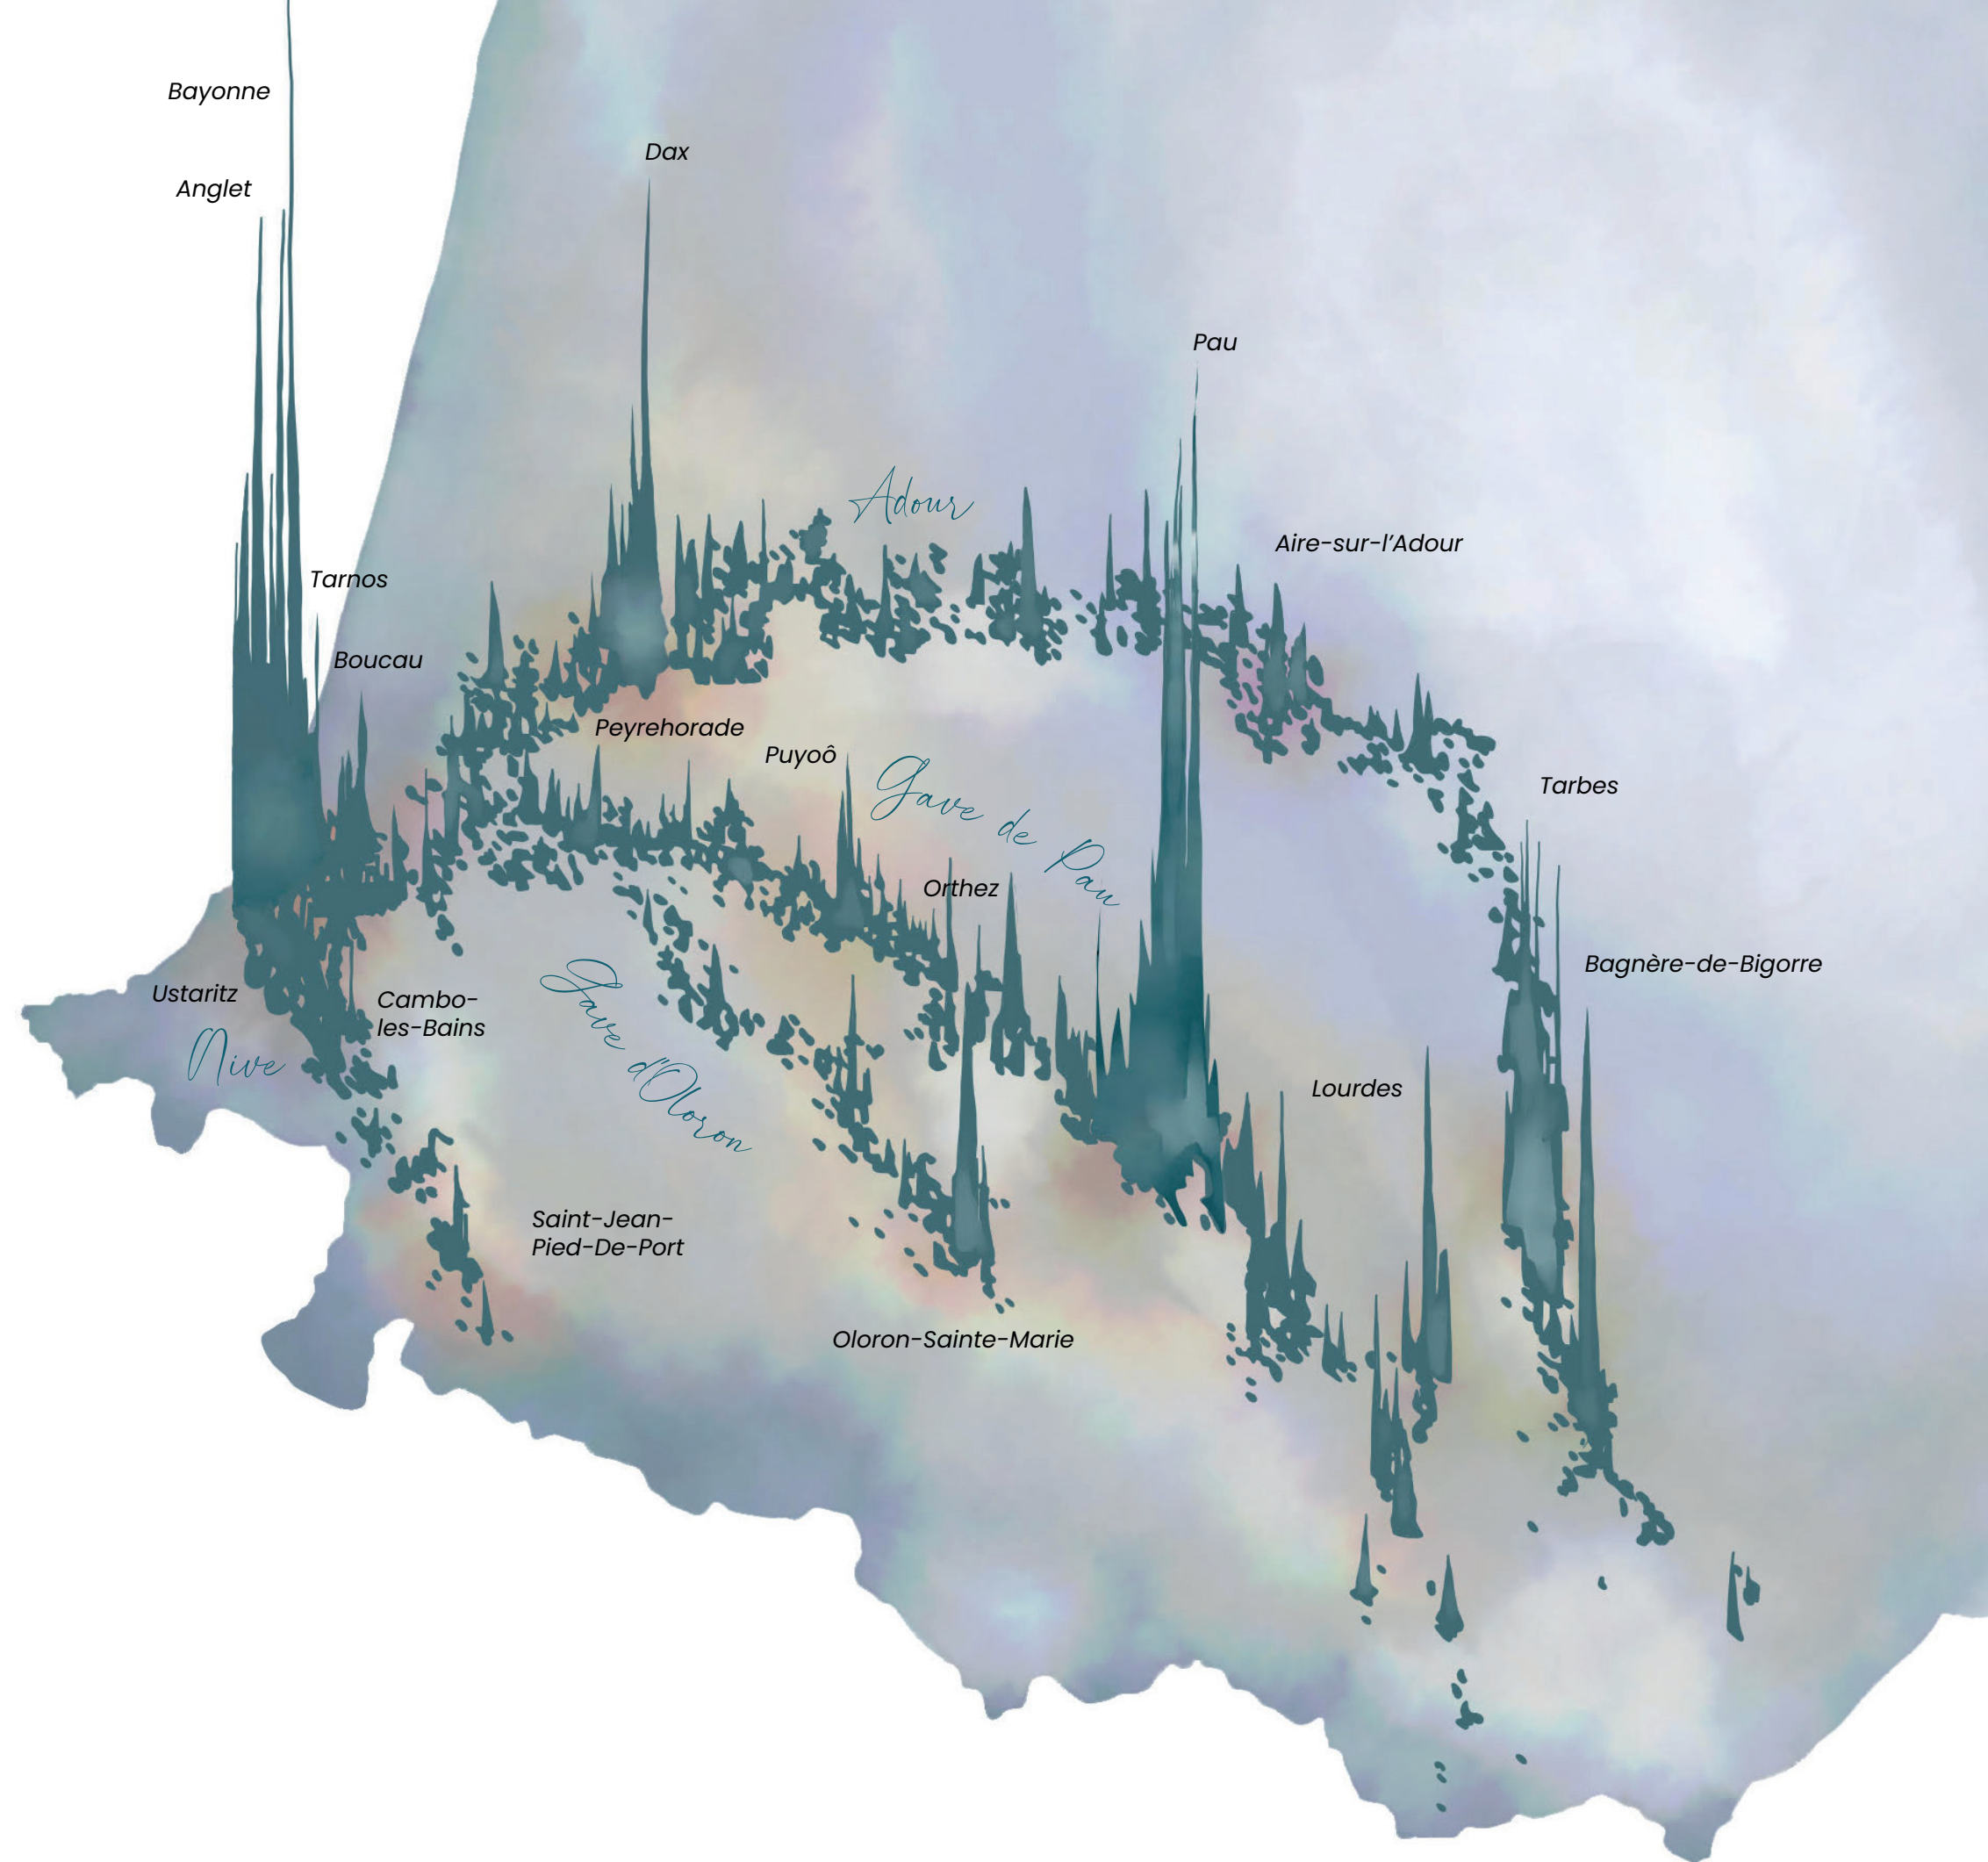 Bayonne
Dax
Anglet
Pau
Adour
Aire-sur-l’Adour
Tarnos
Boucau
Peyrehorade
Puyoô
Gave de Pau
Tarbes
Orthez
Bagnère-de-Bigorre
Ustaritz
Cambo-
les-Bains
Gave d'Oloron
Nive
Lourdes
Saint-Jean-
Pied-De-Port
Oloron-Sainte-Marie